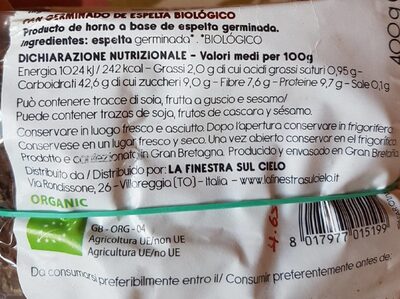 PAN GERMINADO DE ESPELTA BIOLÓGICO
Producto de horno a base de espelta germinada.
Ingredientes: espelta germinada*. *BIOLÓGICO
DICHIARAZIONE NUTRIZIONALE - Valori medi per 100g
Energia 1024 kj / 242 kcal - Grassi 2,0 g di cui acidi grassi saturi 0,95 g -
Carboidrati 42,6 g di cui zuccheri 9,0 g - Fibre 7,6 g - Proteine 9,7 g - Sale 0,1 g
Può contenere tracce di soia, frutta a guscio e sesamo/
Puede contener trazas de soja, frutos de cascara y sésamo.
Conservare in luogo fresco e asciutto. Dopo l'apertura conservare in frigorifero
Conservese en un lugar fresco y seco. Una vez abierto conservar en el frigorífico
Prodotto e confezionato in Gran Bretagna. Producido y envasado en Gran Bretaña
Distribuito da / Distribuido por: LA FINESTRA SUL CIELO
Via Rondissone, 26 - Villareggia (TO) - Italia - www.lafinestrasulcielo.it
ORGANIC
GB - ORG - 04
Agricoltura UE/non UE
Agricultura UE/no UE
8 017977 015199
Da consumarsi preferibilmente entro il/ Consumir preferentemente antes de:
400g
4.65